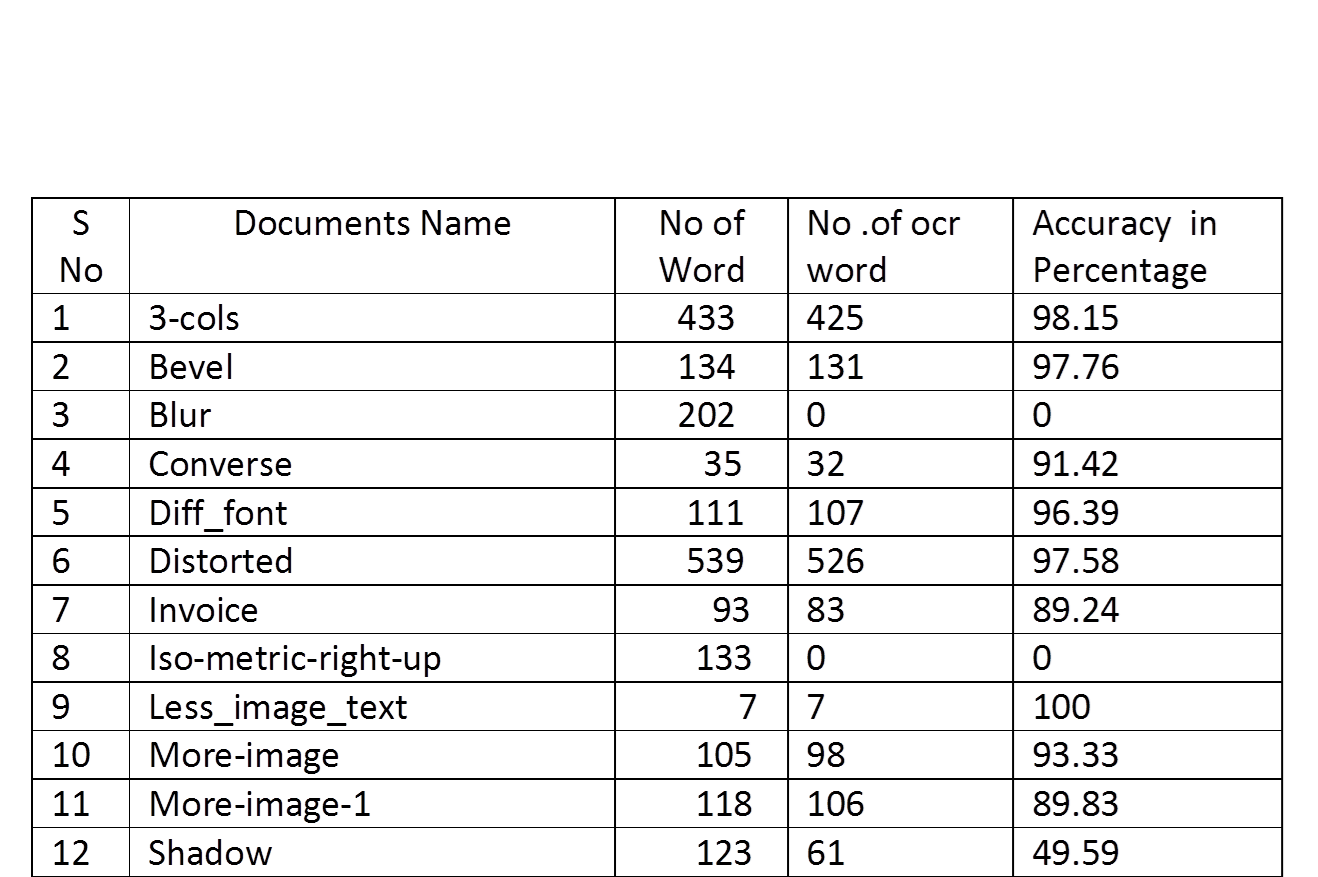 S No Documents Name No of Word No .of ocr word Accuracy in Percentage
1 3-cols 433 425 98.15
2 Bevel 134 131 97.76
3 Blur 202 0 0
4 Converse 35 32 91.42
5 Diff_font 111 107 96.39
6 Distorted 539 526 97.58
7 Invoice 93 83 89.24
8 Iso-metric-right-up 133 0 0
9 Less_image_text 7 7 100
10 More-image 105 98 93.33
11 More-image-1 118 106 89.83
12 Shadow 123 61 49.59